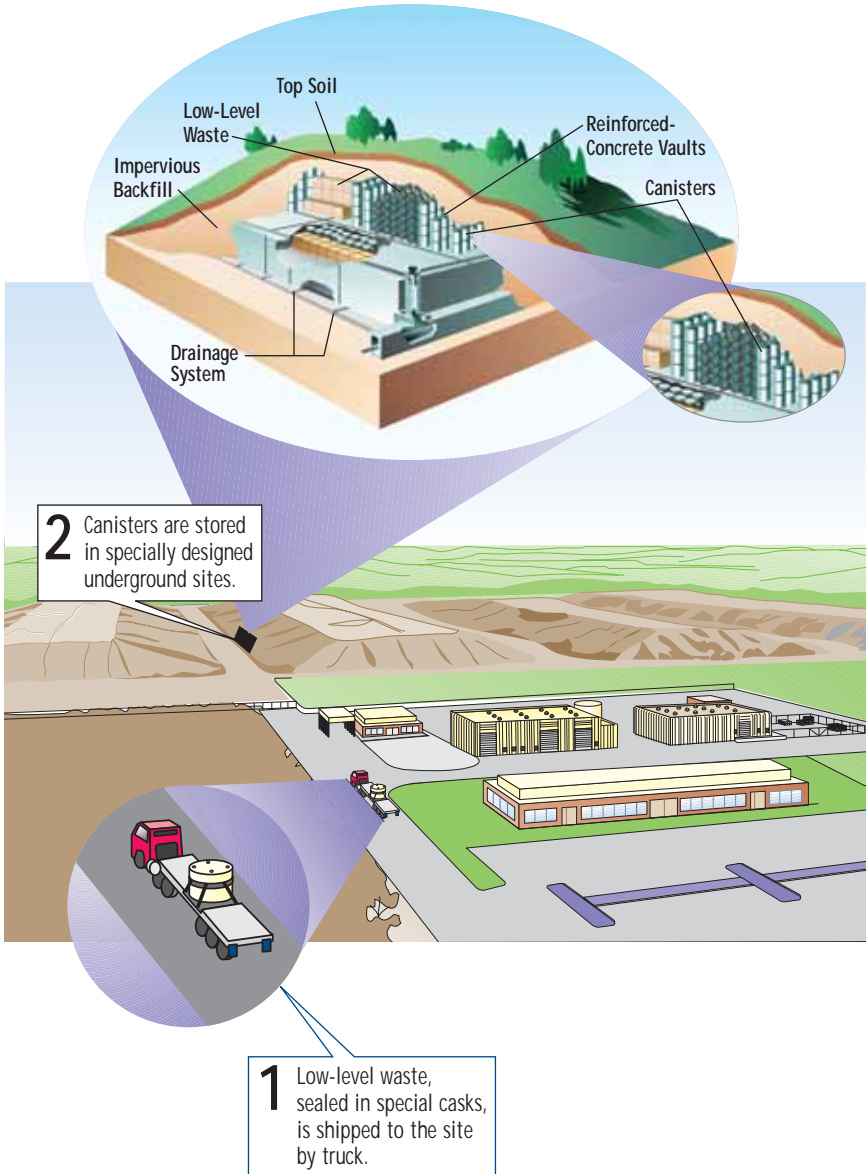 Top Soil
Low-Level
Waste
Reinforced-
Concrete Vaults
Impervious
Backfill
Canisters
Drainage
System
2 Canisters are stored
in specially designed
underground sites.
1 Low-level waste,
sealed in special casks,
is shipped to the site
by truck.